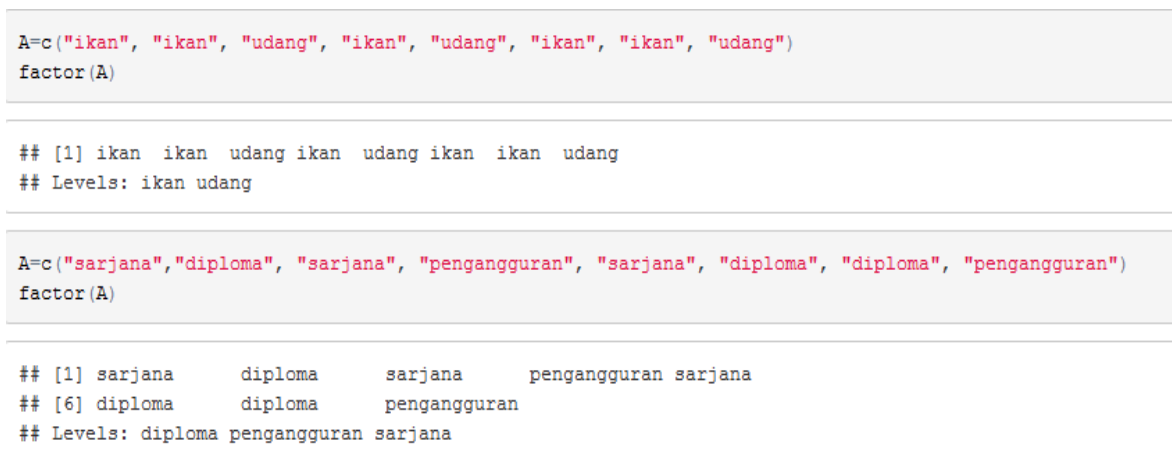 A=c("ikan", "ikan", "udang", "ikan", "udang", "ikan", "ikan", "udang")
factor(A)
## [1] ikan  ikan  udang ikan  udang ikan  ikan  udang
## Levels: ikan udang
A=c("sarjana","diploma", "sarjana", "pengangguran", "sarjana", "diploma", "diploma", "pengangguran")
factor(A)
## [1] sarjana      diploma      sarjana      pengangguran sarjana
## [6] diploma      diploma      pengangguran
## Levels: diploma pengangguran sarjana